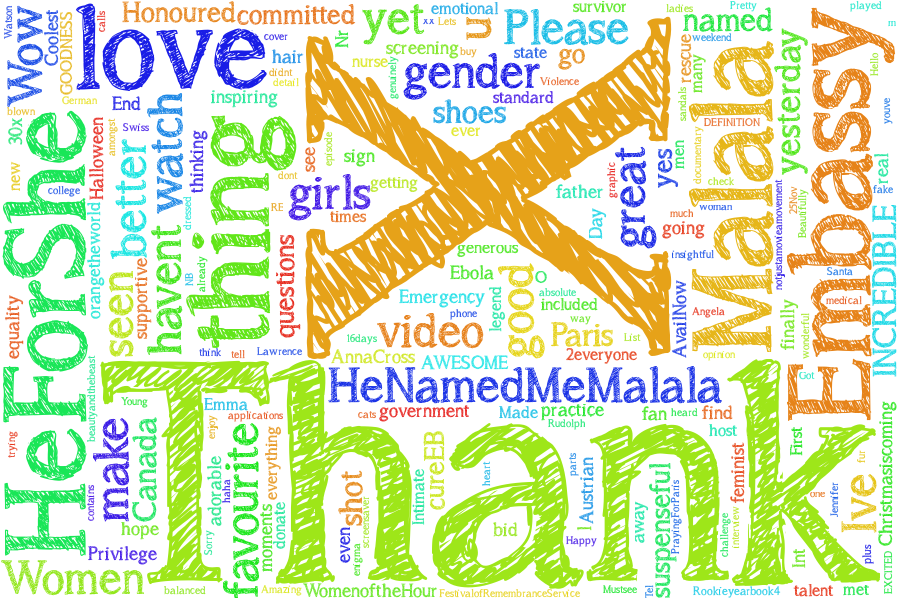 Watson
Wow
Coolest
GOODNESS
calls
Honoured
committed
love
cover
hair
didnt
detail
blown
German
End
inspiring
30x
new
HeForShe
college
Halloween
amongst
Swiss
watch
thinking
thing
dont
RE
orangetheworld
better
dressed
NB
already
havent
seen
supportive
questions
equality
think
tell
Lawrence
beautyandthebeast
x
Nr
yet
emotional
xx
Lets
u
survivor
screening
buy
Please
nurse
genuinely
gender
state
go
Violence
standard
shoes
ever
see
episode
sign
getting
girls
times
father
graphic
Day
great
yes
men
much
going
generous
Ebola
O
good
absolute
included
legend
Emergency
phone
way
video
Paris
List
16days
AnnaCross
AWESOME
2everyone
insightful
AvailNow
ladies
Pretty
played
m
named
weekend
rescue
many
sandals
Malala
yesterday
DEFINITION
documentary
check
woman
notjustamovieamovement
25Nov
Beautifully
Angela
opinion
finally
wonderful
Embassy
Hello
youve
real
fake
INCREDIBLE
Santa
medical
Got
HeNamedMeMalala
Thank
Young
Emma
applications
cats
government
Made
practice
Rudolph
fan
heard
find
host
trying
contains
make
Canada
hope
Privilege
Women
balanced
enjoy
adorable
haha
Sorry
favourite
everything
moments
donate
Amazing
even
shot
enigma
screensaver
WomenoftheHour
Intimate
cureEB
heart
bid
FestivalofRemembranceService
parts
I
Austrian
Happy
Mustsee
away
Tel
suspenseful
PrayingForParis
feminist
challenge
interview
Rookieyearbook4
First
Int
one
Jennifer
talent
Ive
fur
plus
met
Christmasiscoming
EXCITED